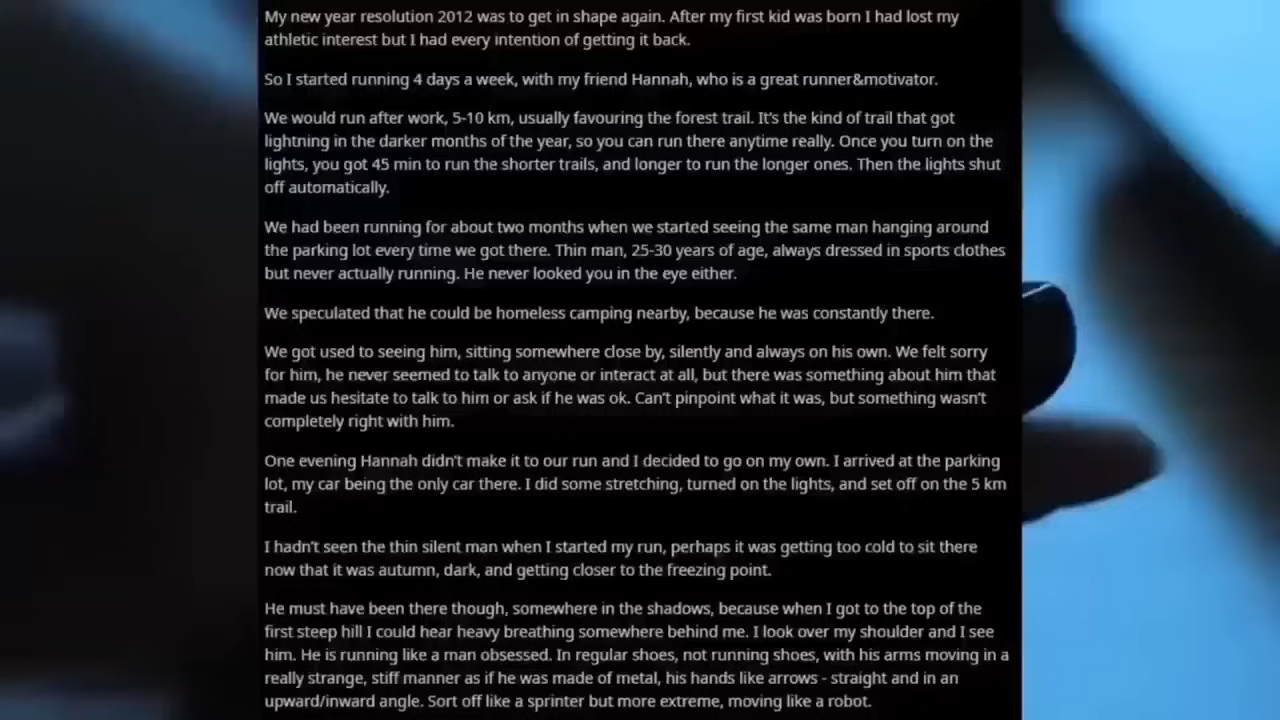 My new year resolution 2012 was to get in shape again. After my first kid was born I had lost my
athletic interest but I had every intention of getting it back.
So I started running 4 days a week, with my friend Hannah, who is a great runner&motivator.
We would run after work, 5-10 km, usually favouring the forest trail. It's the kind of trail that got
lightning in the darker months of the year, so you can run there anytime really. Once you turn on the
lights, you got 45 min to run the shorter trails, and longer to run the longer ones. Then the lights shut
off automatically.
We had been running for about two months when we started seeing the same man hanging around
the parking lot every time we got there. Thin man, 25-30 years of age, always dressed in sports clothes
but never actually running. He never looked you in the eye either.
We speculated that he could be homeless camping nearby, because he was constantly there.
We got used to seeing him, sitting somewhere close by, silently and always on his own. We felt sorry
for him, he never seemed to talk to anyone or interact at all, but there was something about him that
made us hesitate to talk to him or ask if he was ok. Can't pinpoint what it was, but something wasn't
completely right with him.
One evening Hannah didn't make it to our run and I decided to go on my own. I arrived at the parking
lot, my car being the only car there. I did some stretching, turned on the lights, and set off on the 5 km
trail.
I hadn't seen the thin silent man when I started my run, perhaps it was getting too cold to sit there
now that it was autumn, dark, and getting closer to the freezing point.
He must have been there though, somewhere in the shadows, because when I got to the top of the
first steep hill I could hear heavy breathing somewhere behind me. I look over my shoulder and I see
him. He is running like a man obsessed. In regular shoes, not running shoes, with his arms moving in a
really strange, stiff manner as if he was made of metal, his hands like arrows - straight and in an
upward/inward angle. Sort off like a sprinter but more extreme, moving like a robot.